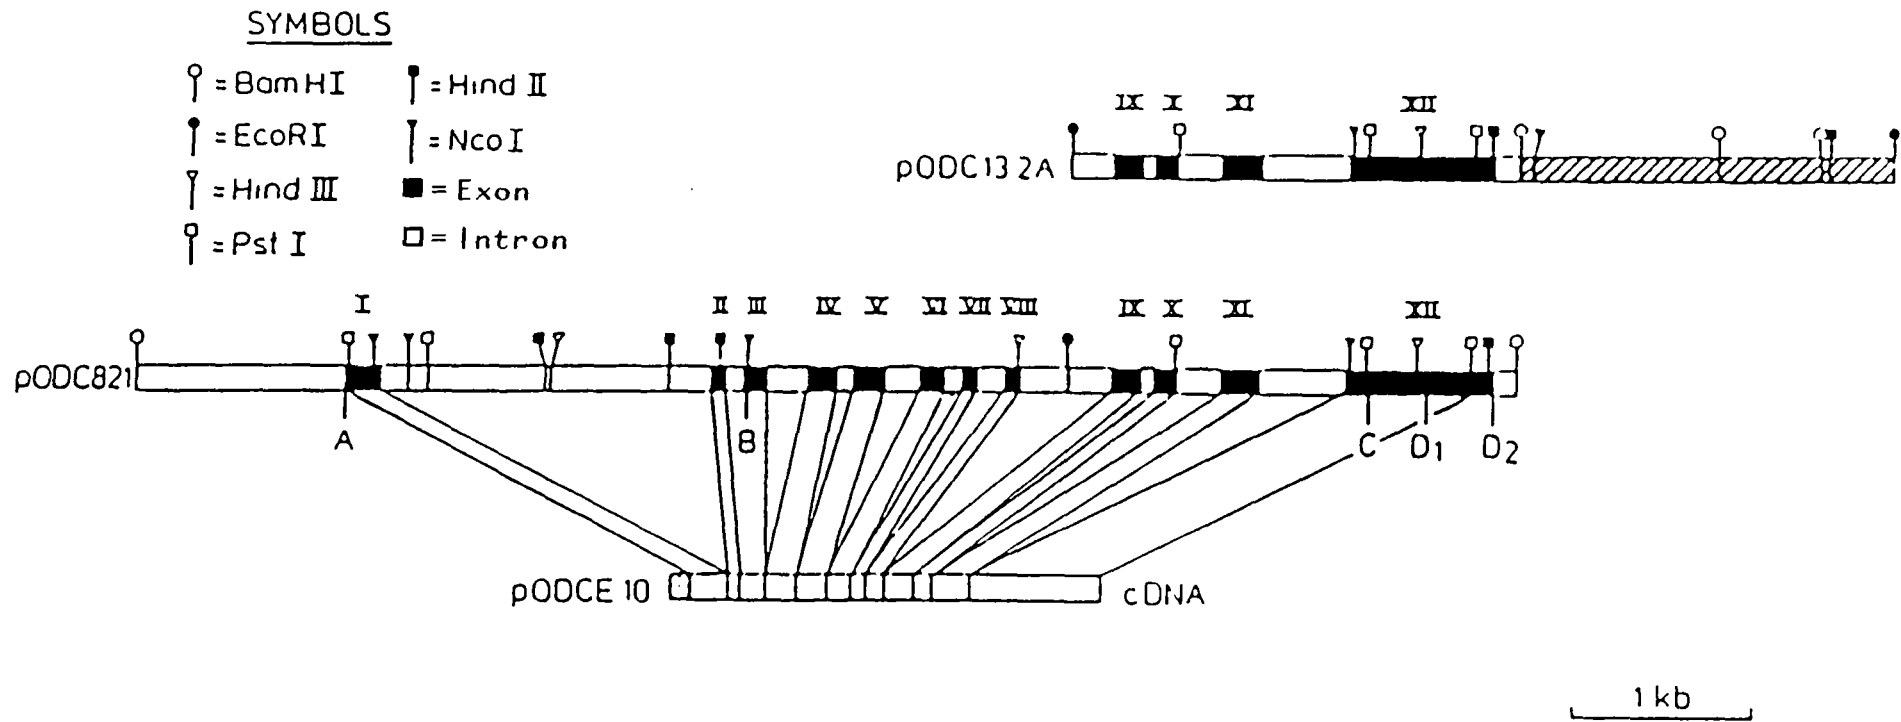 SYMBOLS
= BamHI
= Hind II
= EcoRI
= NcoI
= Hind III
= Exon
= Pst I
= Intron
IX X XI XII
pODC13 2A
I II III IV V VI VII VIII IX X XI XII
pODC821
A B C D1 D2
pODCE 10 cDNA
1 kb